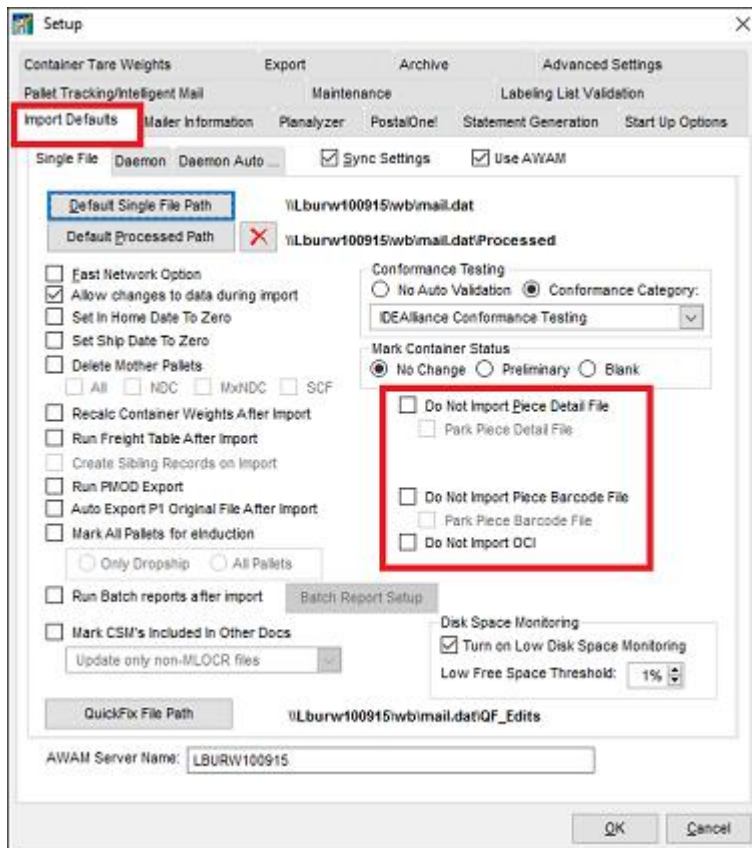 Setup
Container Tare Weights Export Archive Advanced Settings
Pallet Tracking/Intelligent Mail Maintenance Labeling List Validation
Import Defaults Mailer Information Planalyzer PostalOne! Statement Generation Start Up Options
Single File Daemon Daemon Auto ... Sync Settings Use AWAM
Default Single File Path \\Lburw100915\wb\mail.dat
Default Processed Path \\Lburw100915\wb\mail.dat\Processed
Fast Network Option
Allow changes to data during import
Set In Home Date To Zero
Set Ship Date To Zero
Delete Mother Pallets
All NDC MxNDC SCF
Recalc Container Weights After Import
Run Freight Table After Import
Create Sibling Records on Import
Run PMOD Export
Auto Export P1 Original File After Import
Mark All Pallets for eInduction
Only Dropship All Pallets
Run Batch reports after import Batch Report Setup
Mark CSM's Included In Other Docs
Update only non-MLOCR files
Conformance Testing
No Auto Validation Conformance Category:
IDEAlliance Conformance Testing
Mark Container Status
No Change Preliminary Blank
Do Not Import Piece Detail File
Park Piece Detail File
Do Not Import Piece Barcode File
Park Piece Barcode File
Do Not Import OCI
Disk Space Monitoring
Turn on Low Disk Space Monitoring
Low Free Space Threshold: 1%
QuickFix File Path \\Lburw100915\wb\mail.dat\QF_Edits
AWAM Server Name: LBURW100915
OK Cancel